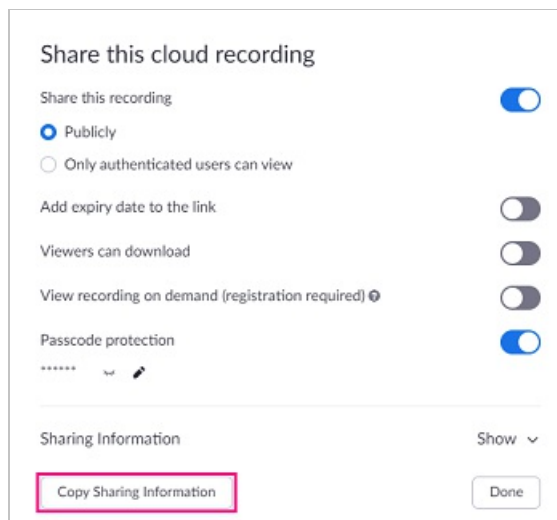 Share this cloud recording
Share this recording
Publicly
Only authenticated users can view
Add expiry date to the link
Viewers can download
View recording on demand (registration required)
Passcode protection
******
Sharing Information
Show
Copy Sharing Information
Done